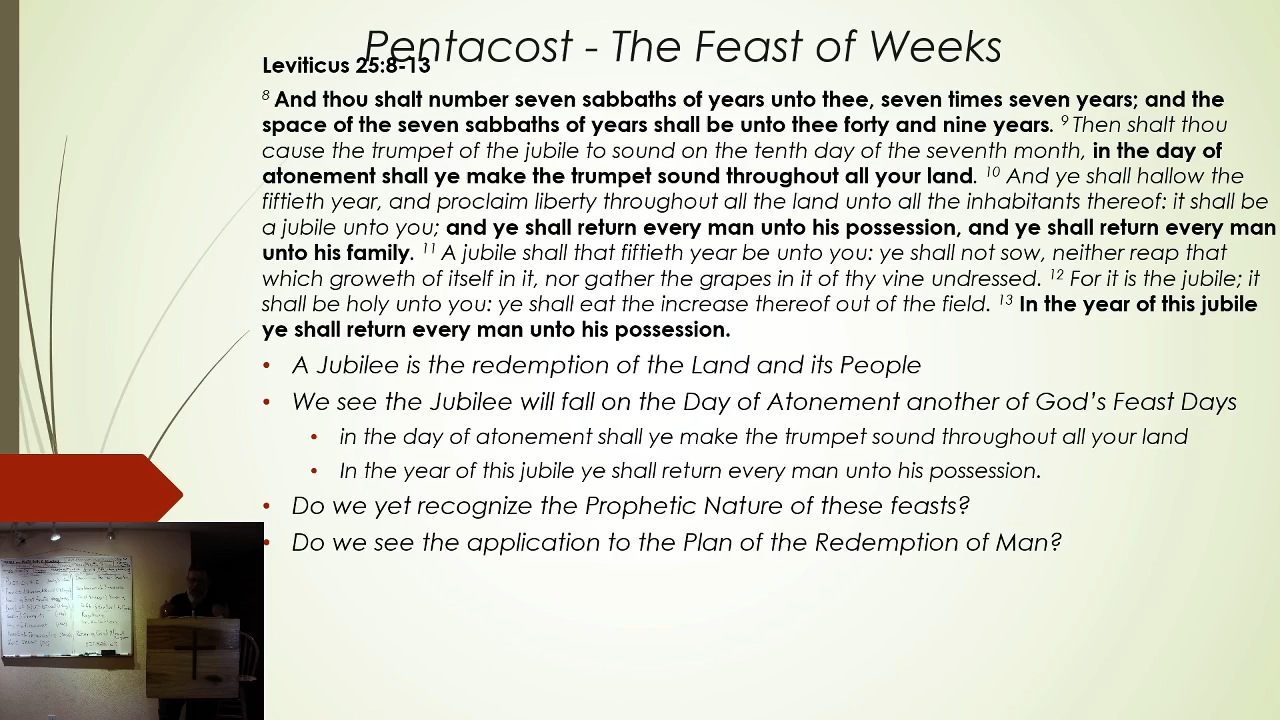 Pentacost - The Feast of Weeks
Leviticus 25:8-13
8 And thou shalt number seven sabbaths of years unto thee, seven times seven years; and the
space of the seven sabbaths of years shall be unto thee forty and nine years. 9 Then shalt thou
cause the trumpet of the jubile to sound on the tenth day of the seventh month, in the day of
atonement shall ye make the trumpet sound throughout all your land. 10 And ye shall hallow the
fiftieth year, and proclaim liberty throughout all the land unto all the inhabitants thereof: it shall be
a jubile unto you; and ye shall return every man unto his possession, and ye shall return every man
unto his family. 11 A jubile shall that fiftieth year be unto you: ye shall not sow, neither reap that
which groweth of itself in it, nor gather the grapes in it of thy vine undressed. 12 For it is the jubile; it
shall be holy unto you: ye shall eat the increase thereof out of the field. 13 In the year of this jubile
ye shall return every man unto his possession.
• A Jubilee is the redemption of the Land and its People
• We see the Jubilee will fall on the Day of Atonement another of God's Feast Days
• in the day of atonement shall ye make the trumpet sound throughout all your land
• In the year of this jubile ye shall return every man unto his possession.
• Do we yet recognize the Prophetic Nature of these feasts?
• Do we see the application to the Plan of the Redemption of Man?